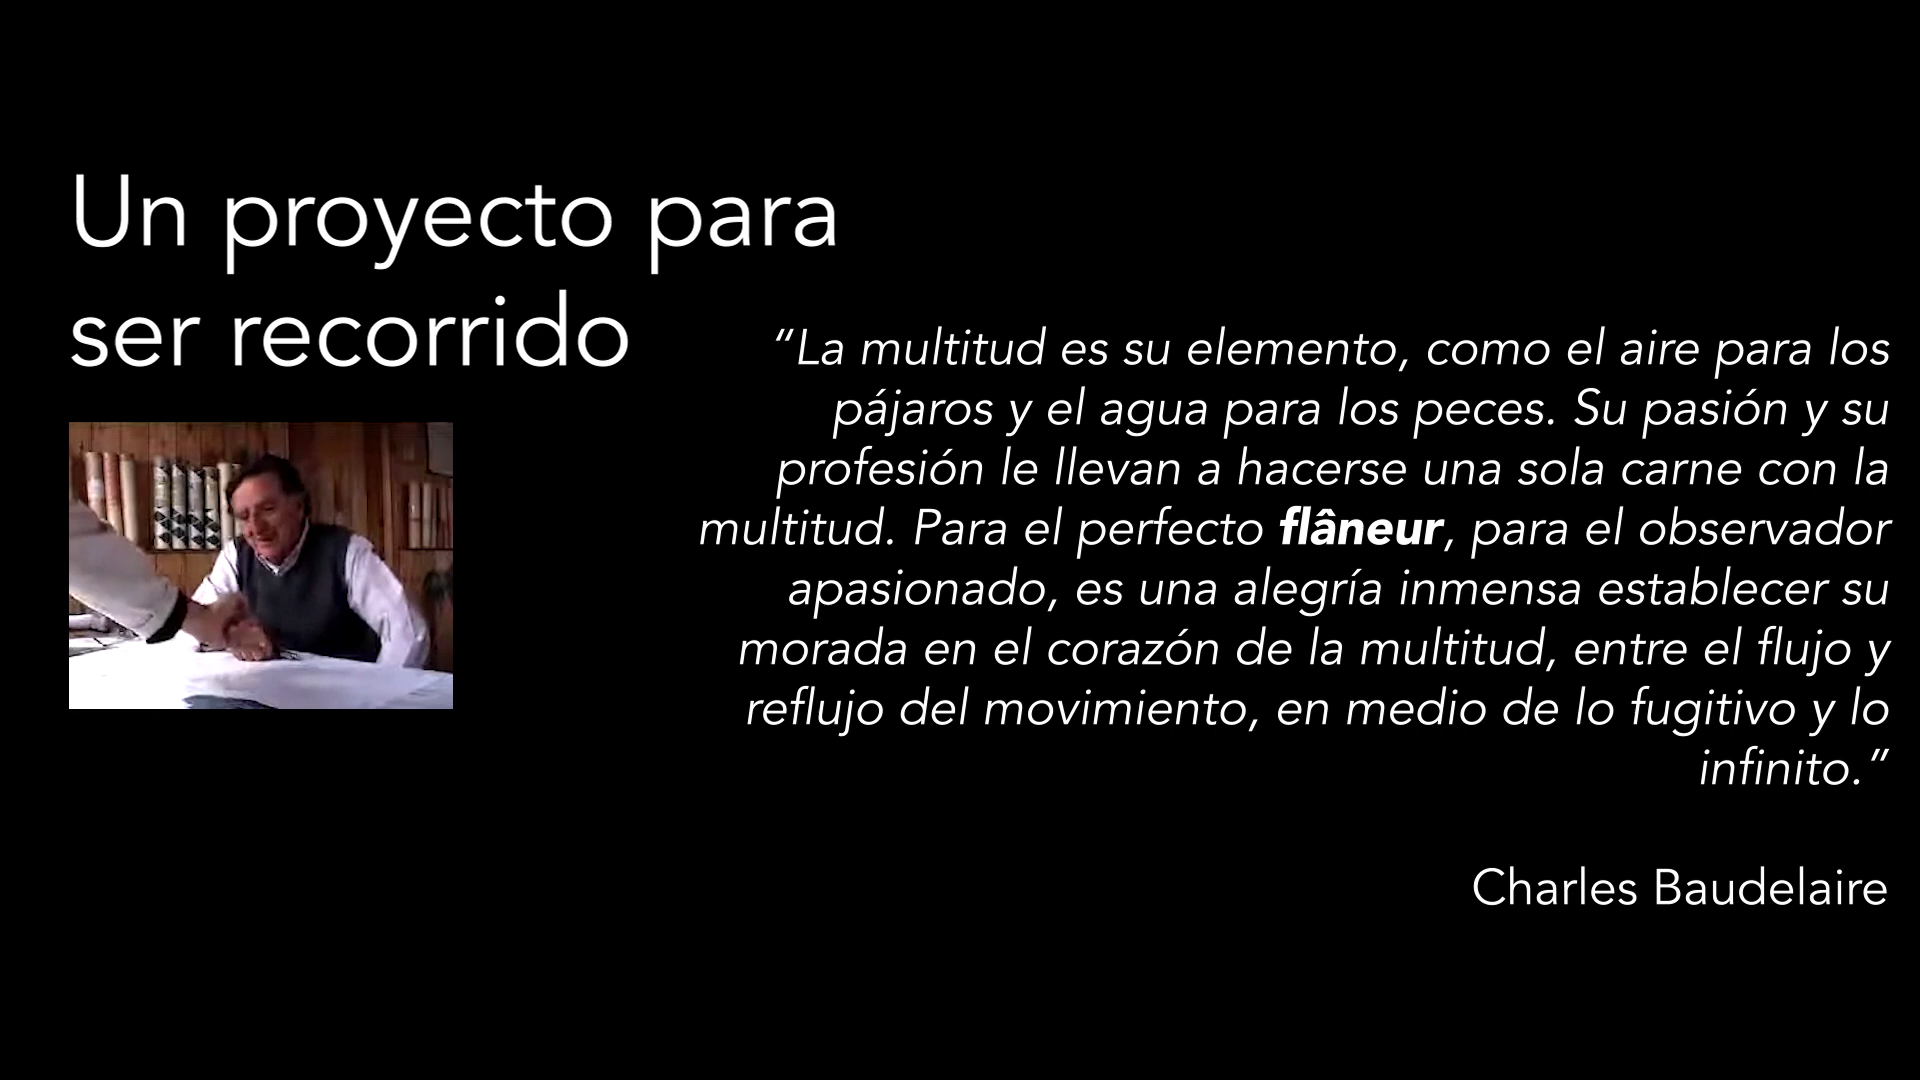 Un proyecto para
ser recorrido
“La multitud es su elemento, como el aire para los
pájaros y el agua para los peces. Su pasión y su
profesión le llevan a hacerse una sola carne con la
multitud. Para el perfecto flâneur, para el observador
apasionado, es una alegría inmensa establecer su
morada en el corazón de la multitud, entre el flujo y
reflujo del movimiento, en medio de lo fugitivo y lo
infinito.”
Charles Baudelaire